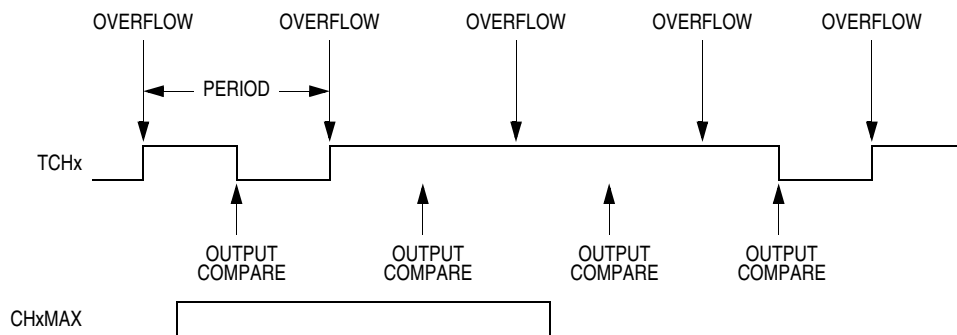 OVERFLOW OVERFLOW OVERFLOW OVERFLOW OVERFLOW
PERIOD
TCHx
OUTPUT COMPARE
OUTPUT COMPARE
OUTPUT COMPARE
OUTPUT COMPARE
CHxMAX